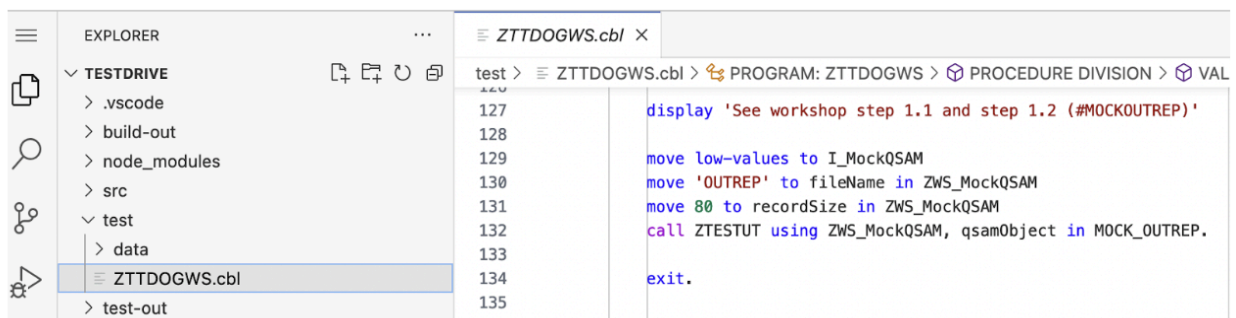 EXPLORER
...
TESTDRIVE
.vscode
build-out
node_modules
src
test
data
ZTTDOGWS.cbl
test-out
ZTTDOGWS.cbl
test > ZTTDOGWS.cbl > PROGRAM: ZTTDOGWS > PROCEDURE DIVISION > VAL
126
127 display 'See workshop step 1.1 and step 1.2 (#MOCKOUTREP)'
128
129 move low-values to I_MockQSAM
130 move 'OUTREP' to fileName in ZWS_MockQSAM
131 move 80 to recordSize in ZWS_MockQSAM
132 call ZTESTUT using ZWS_MockQSAM, qsamObject in MOCK_OUTREP.
133
134 exit.
135